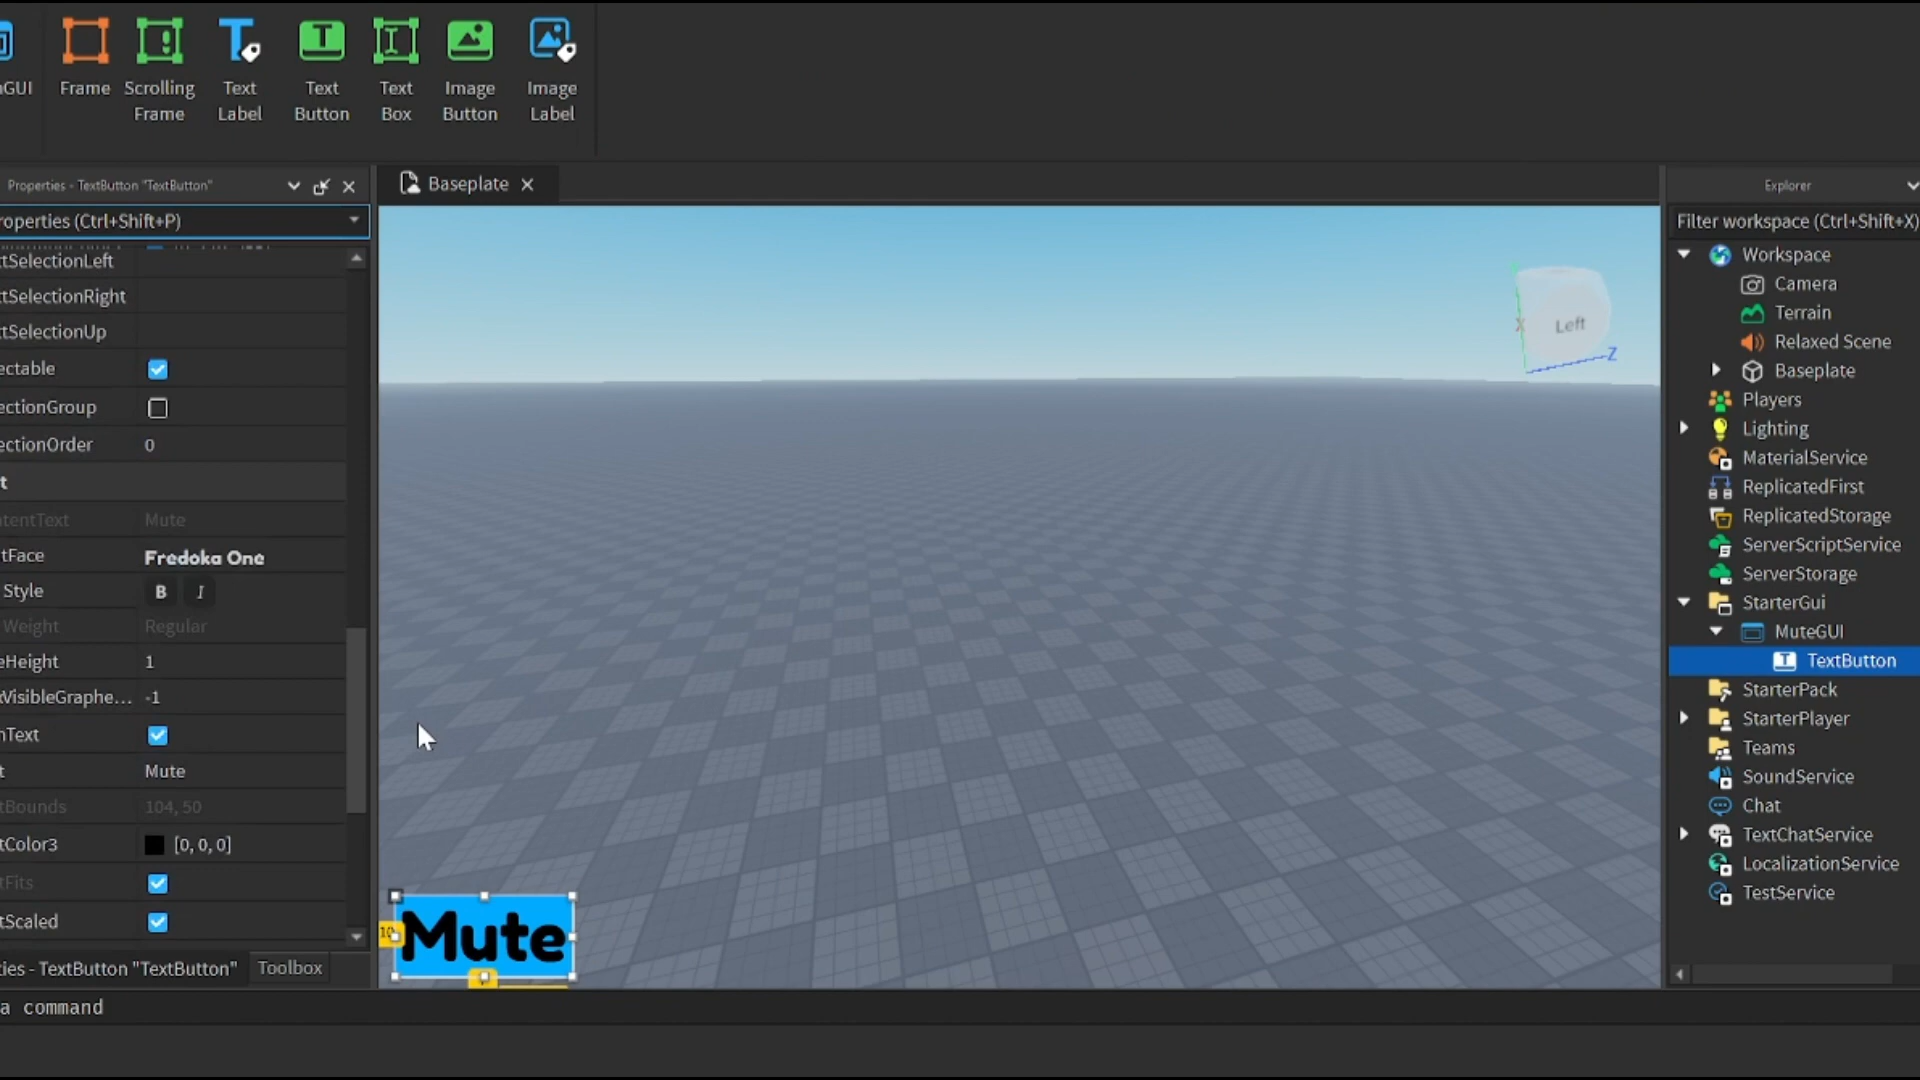 GUI
Frame
Scrolling
Frame
Text
Label
Text
Button
Text
Box
Image
Button
Image
Label
Properties - TextButton "TextButton"
roperties (Ctrl+Shift+P)
tSelectionLeft
tSelectionRight
tSelectionUp
ectable
ectionGroup
ectionOrder 0
t
tentText Mute
tFace Fredoka One
Style B I
Weight Regular
eHeight 1
xVisibleGraphe... -1
hText
t Mute
tBounds 104, 50
tColor3 [0, 0, 0]
tFits
tScaled
ies - TextButton "TextButton" Toolbox
a command
Baseplate
Left
X
Z
Mute
10
Explorer
Filter workspace (Ctrl+Shift+X)
Workspace
Camera
Terrain
Relaxed Scene
Baseplate
Players
Lighting
MaterialService
ReplicatedFirst
ReplicatedStorage
ServerScriptService
ServerStorage
StarterGui
MuteGUI
TextButton
StarterPack
StarterPlayer
Teams
SoundService
Chat
TextChatService
LocalizationService
TestService